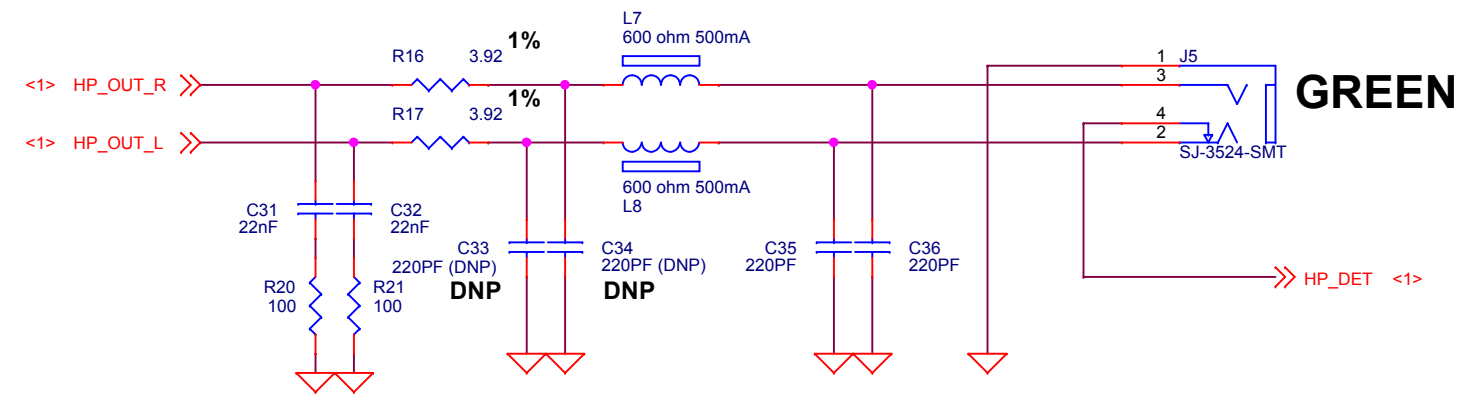 L7
600 ohm 500mA
1%
R16 3.92
<1> HP_OUT_R
1 J5
3
GREEN
1%
R17 3.92
<1> HP_OUT_L
4
2
SJ-3524-SMT
600 ohm 500mA
L8
C31
22nF
C32
22nF
C33
220PF (DNP)
DNP
C34
220PF (DNP)
DNP
C35
220PF
C36
220PF
R20
100
R21
100
HP_DET <1>